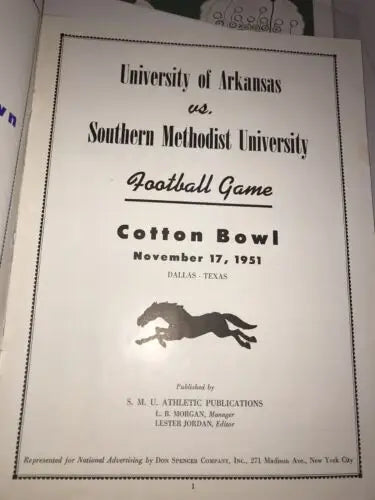 University of Arkansas
vs.
Southern Methodist University
Football Game
Cotton Bowl
November 17, 1951
DALLAS - TEXAS
Published by
S. M. U. ATHLETIC PUBLICATIONS
L. B. MORGAN, Manager
LESTER JORDAN, Editor
Represented for National Advertising by DON SPENCER COMPANY, INC., 271 Madison Ave., New York City
1